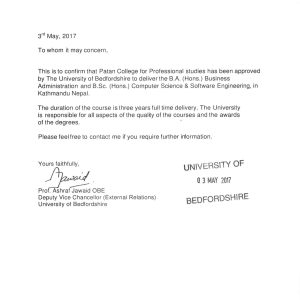 3rd May, 2017
To whom it may concern,
This is to confirm that Patan College for Professional studies has been approved
by The University of Bedfordshire to deliver the B.A. (Hons.) Business
Administration and B.Sc. (Hons.) Computer Science & Software Engineering, in
Kathmandu Nepal.
The duration of the course is three years full time delivery. The University
is responsible for all aspects of the quality of the courses and the awards
of the degrees.
Please feel free to contact me if you require further information.
Yours faithfully,
Jawaid
Prof. Ashraf Jawaid OBE
Deputy Vice Chancellor (External Relations)
University of Bedfordshire
UNIVERSITY OF
03 MAY 2017
BEDFORDSHIRE